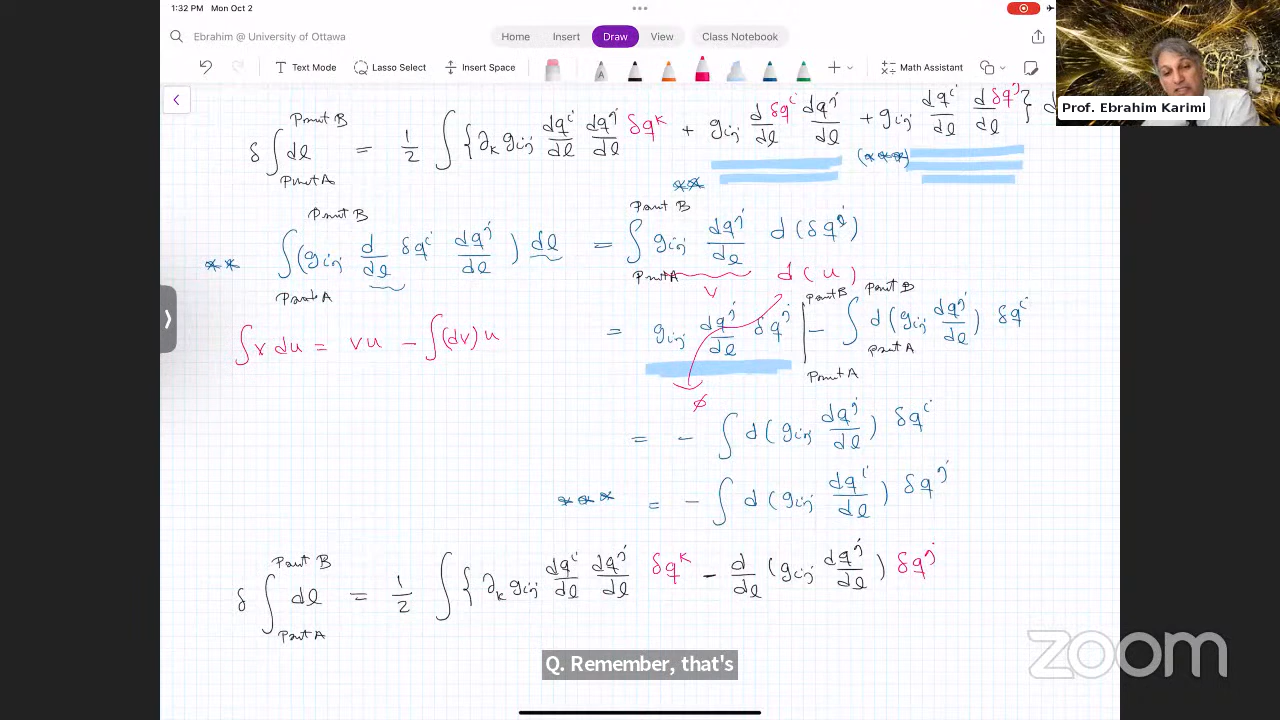 1:32 PM Mon Oct 2
Ebrahim @ University of Ottawa
Home Insert Draw View Class Notebook
Text Mode Lasso Select Insert Space Math Assistant
Prof. Ebrahim Karimi
Point B
δ ∫ dl = 1/2 ∫ { ∂k gij dq^i/dl dq^j/dl δq^k + gij d/dl δq^i dq^j/dl + gij dq^i/dl d/dl δq^j } d
Point A
** (***)
Point B Point B
** ∫ (gij d/dl δq^i dq^j/dl) dl = ∫ gij dq^j/dl d(δq^i)
Point A Point A
v d(u)
Point B Point B
∫ v du = vu - ∫(dv)u = gij dq^j/dl δq^j | - ∫ d(gij dq^j/dl) δq^i
Point A Point A
φ
= - ∫ d(gij dq^j/dl) δq^i
*** = - ∫ d(gij dq^i/dl) δq^j
Point B
δ ∫ dl = 1/2 ∫ { ∂k gij dq^i/dl dq^j/dl δq^k - d/dl (gij dq^j/dl) δq^j
Point A
Q. Remember, that's
zoom